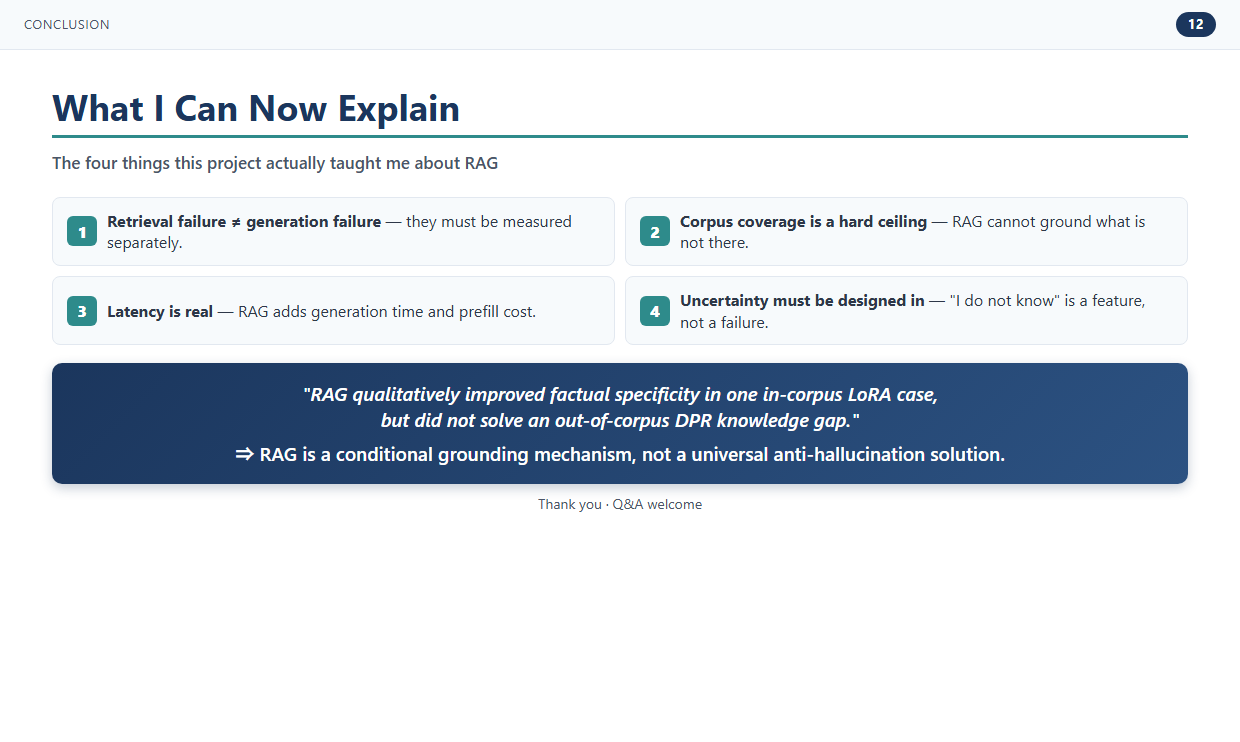 CONCLUSION
12
What I Can Now Explain
The four things this project actually taught me about RAG
1
Retrieval failure ≠ generation failure — they must be measured
separately.
2
Corpus coverage is a hard ceiling — RAG cannot ground what is
not there.
3
Latency is real — RAG adds generation time and prefill cost.
4
Uncertainty must be designed in — "I do not know" is a feature,
not a failure.
"RAG qualitatively improved factual specificity in one in-corpus LoRA case,
but did not solve an out-of-corpus DPR knowledge gap."
⇒ RAG is a conditional grounding mechanism, not a universal anti-hallucination solution.
Thank you · Q&A welcome